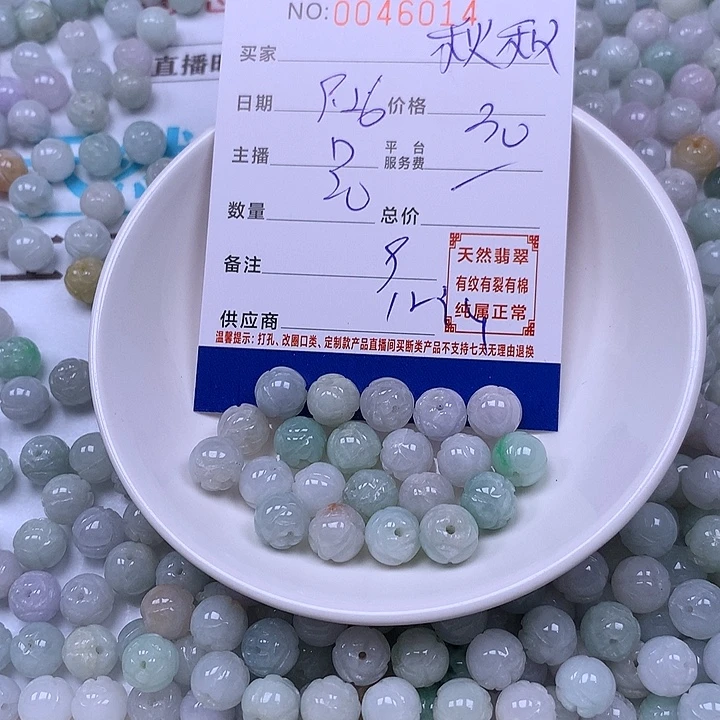 NO:0046014
买家 秋秋
日期 9.26 价格 30
主播 平台服务费
数量 20 总价
备注
供应商
天然翡翠
有纹有裂有棉
纯属正常
温馨提示：打孔、改圈口类、定制款产品直播间买断类产品不支持七天无理由退换
直播时